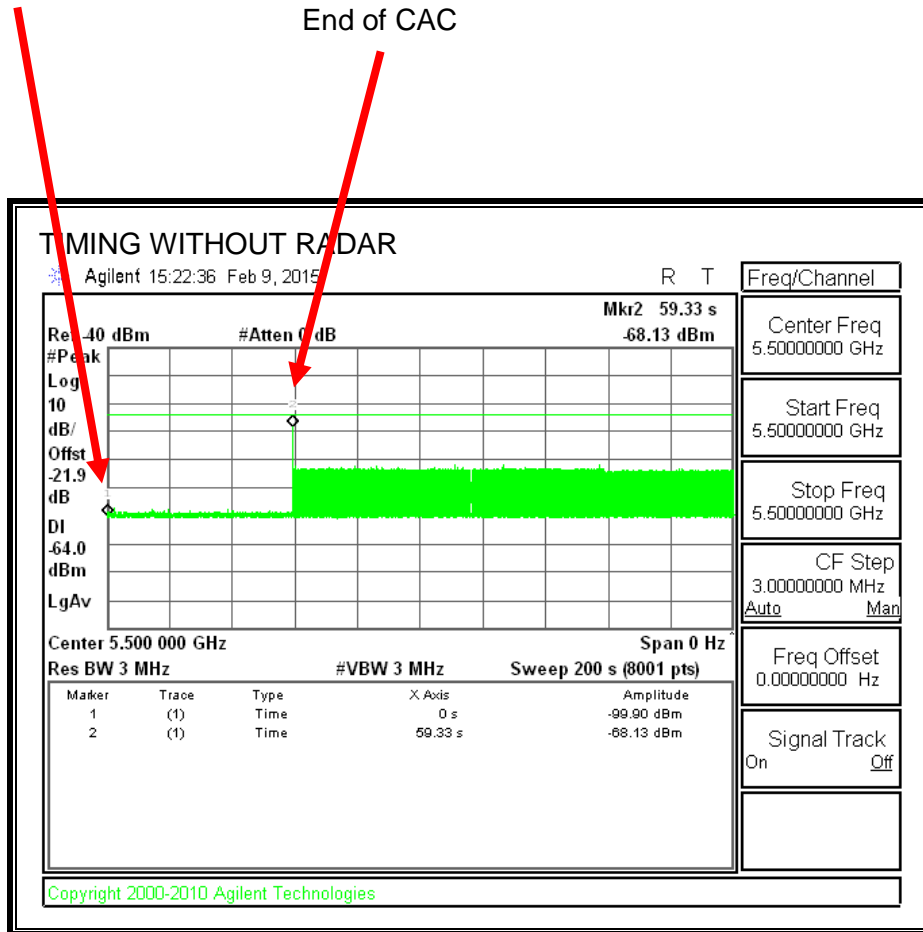 End of CAC
TIMING WITHOUT RADAR
Agilent 15:22:36 Feb 9, 2015
R T
Mkr2 59.33 s
Ref -40 dBm #Atten 0 dB -68.13 dBm
#Peak
Log
10
dB/
Offst
-21.9
dB
DI
-64.0
dBm
LgAv
1
2
Center 5.500 000 GHz Span 0 Hz
Res BW 3 MHz #VBW 3 MHz Sweep 200 s (8001 pts)
Marker Trace Type X Axis Amplitude
1 (1) Time 0 s -99.90 dBm
2 (1) Time 59.33 s -68.13 dBm
Copyright 2000-2010 Agilent Technologies
Freq/Channel
Center Freq
5.50000000 GHz
Start Freq
5.50000000 GHz
Stop Freq
5.50000000 GHz
CF Step
3.00000000 MHz
Auto Man
Freq Offset
0.00000000 Hz
Signal Track
On Off